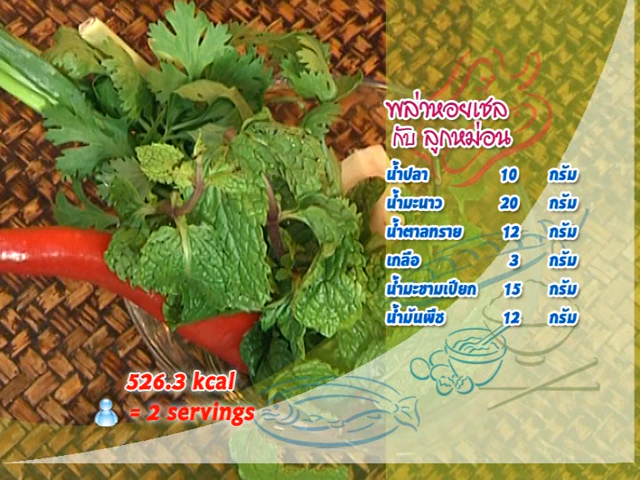 พล่าหอยเชล
กับ ลูกหม่อน
น้ำปลา 10 กรัม
น้ำมะนาว 20 กรัม
น้ำตาลทราย 12 กรัม
เกลือ 3 กรัม
น้ำมะขามเปียก 15 กรัม
น้ำมันพืช 12 กรัม
526.3 kcal
= 2 servings